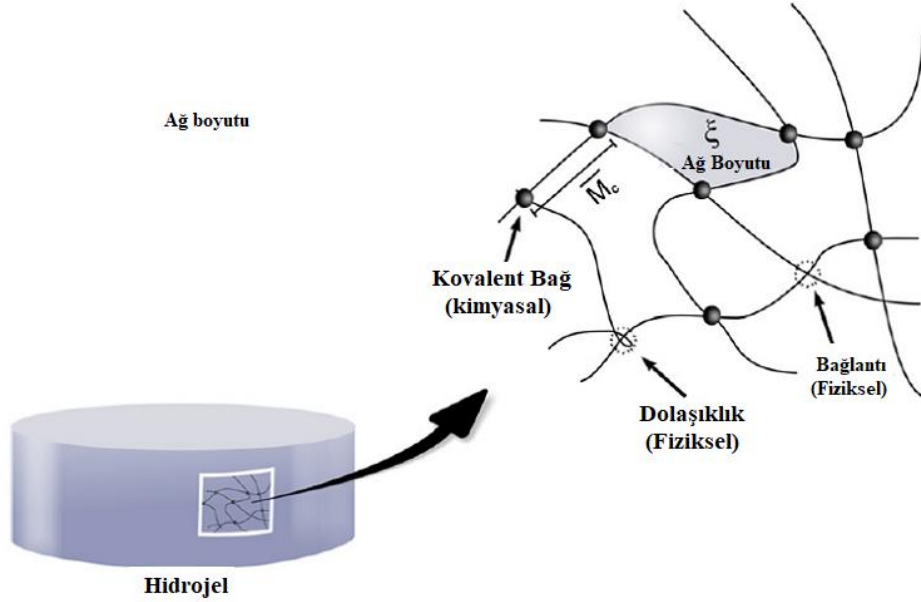 Ağ boyutu
ξ
Ağ Boyutu
M̅c
Kovalent Bağ
(kimyasal)
Bağlantı
(Fiziksel)
Dolaşıklık
(Fiziksel)
Hidrojel